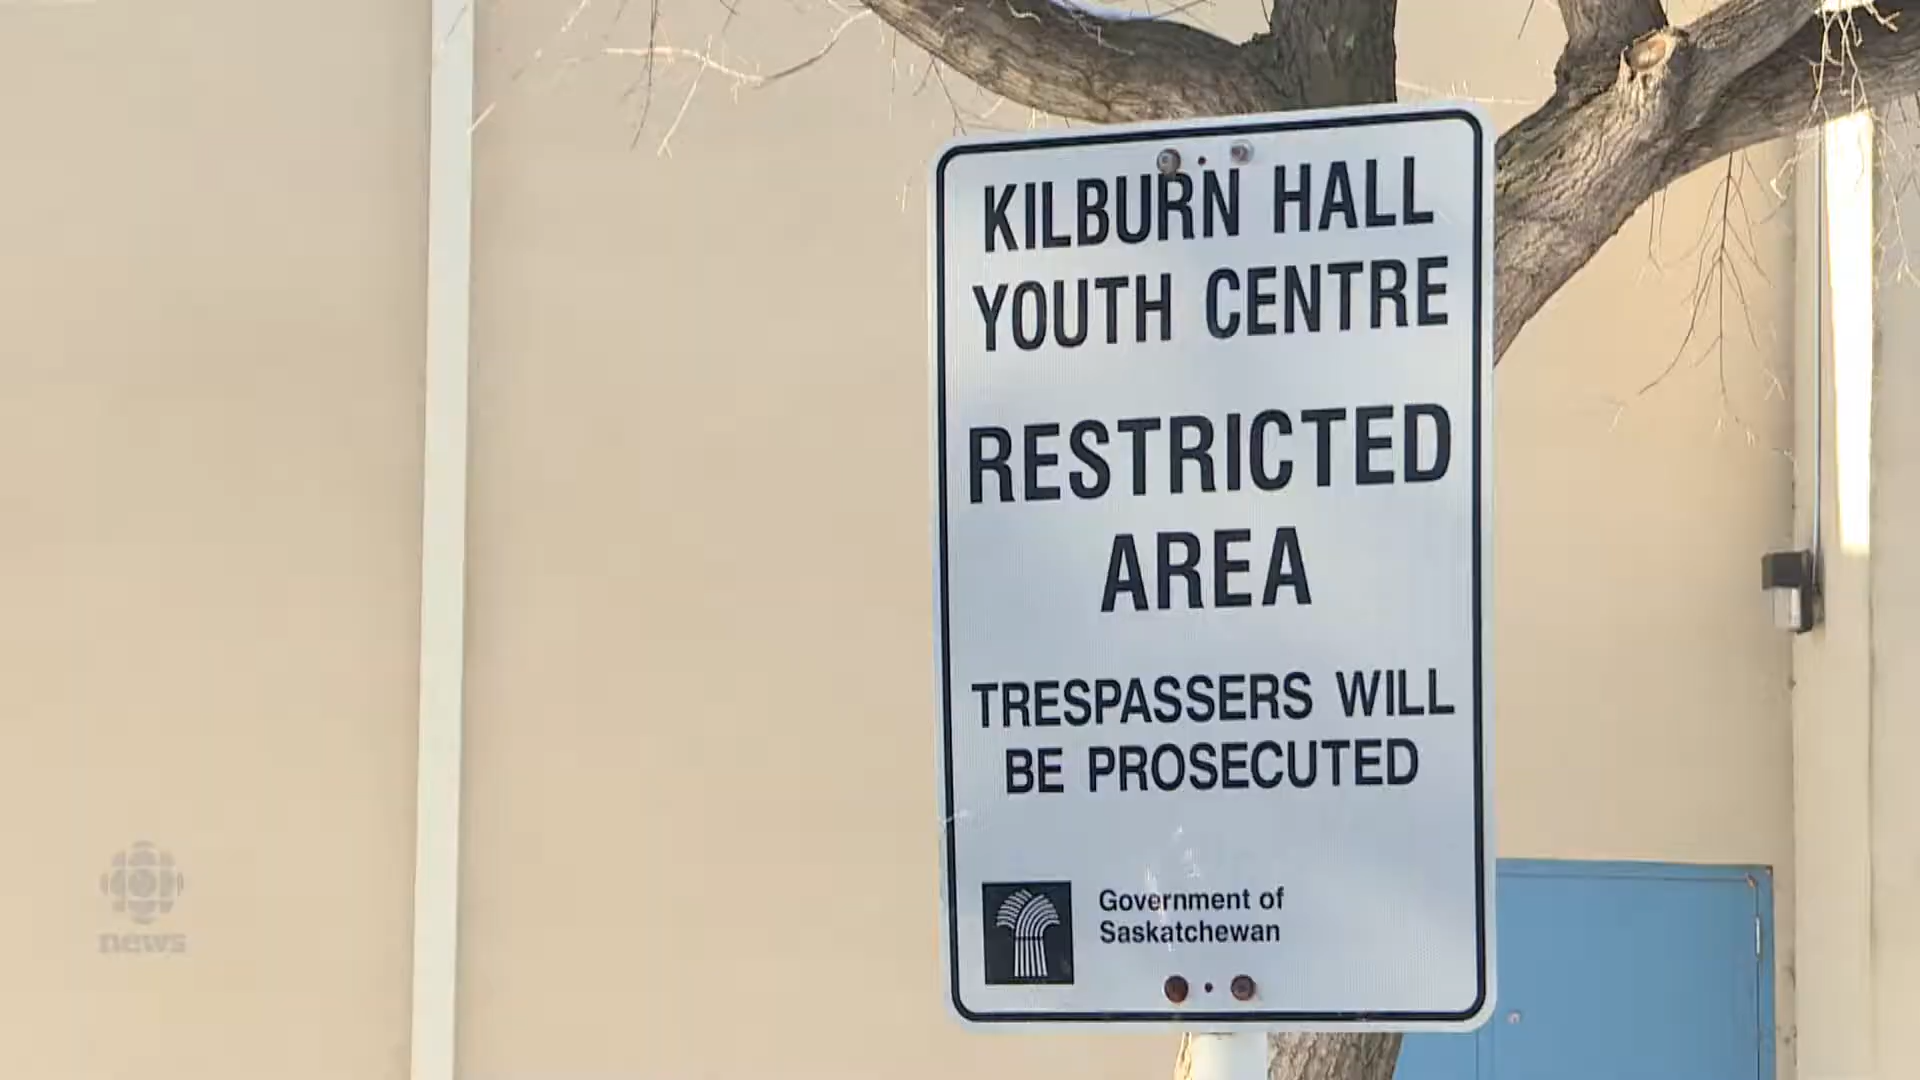 KILBURN HALL
YOUTH CENTRE
RESTRICTED
AREA
TRESPASSERS WILL
BE PROSECUTED
Government of
Saskatchewan
news